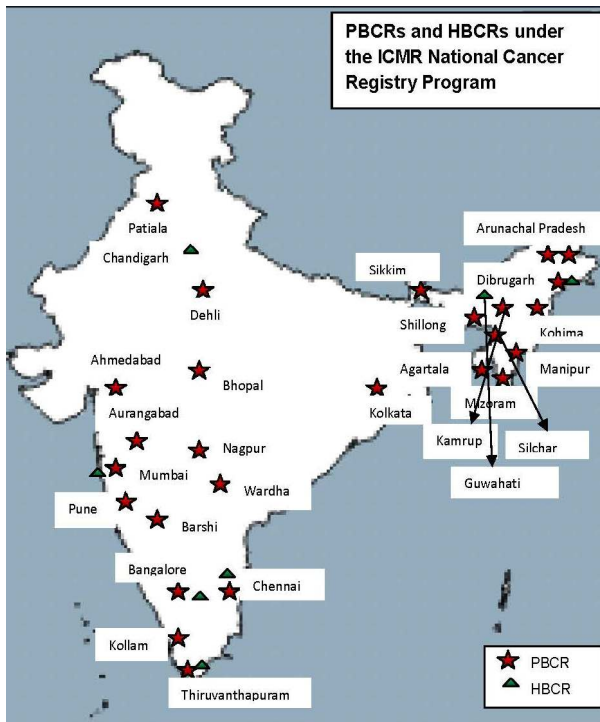 PBCRs and HBCRs under
the ICMR National Cancer
Registry Program
Patiala
Chandigarh
Arunachal Pradesh
Sikkim
Dibrugarh
Dehli
Shillong
Kohima
Ahmedabad
Bhopal
Agartala
Manipur
Kolkata
Mizoram
Aurangabad
Kamrup
Silchar
Nagpur
Mumbai
Wardha
Guwahati
Pune
Barshi
Bangalore
Chennai
Kollam
Thiruvanthapuram
PBCR
HBCR